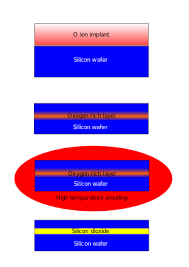 O ion implant
Silicon wafer
Oxygen rich layer
Silicon wafer
Oxygen rich layer
Silicon wafer
High temperature annealing
Silicon dioxide
Silicon wafer